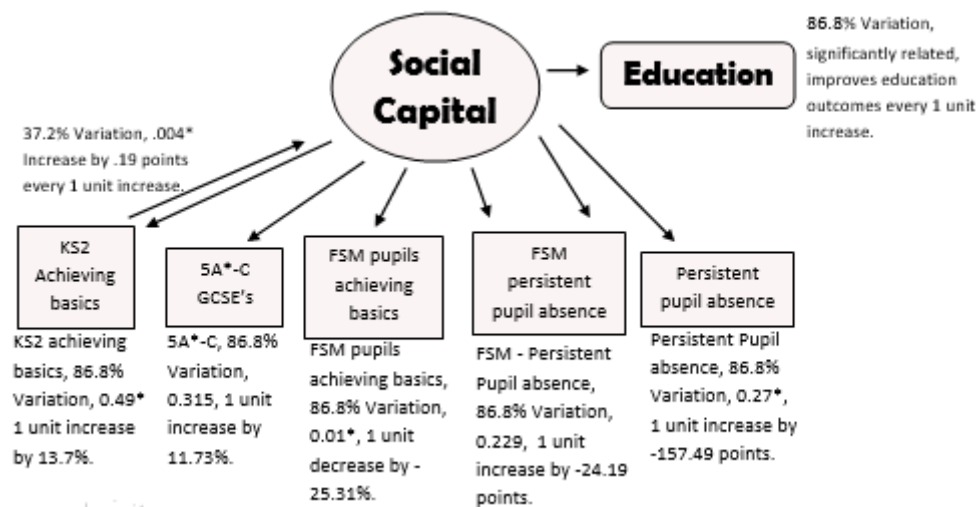 Social
Capital
Education
86.8% Variation,
significantly related,
improves education
outcomes every 1 unit
increase.
37.2% Variation, .004*
Increase by .19 points
every 1 unit increase.
KS2
Achieving
basics
5A*-C
GCSE's
FSM pupils
achieving
basics
FSM
persistent
pupil absence
Persistent
pupil absence
KS2 achieving
basics, 86.8%
Variation, 0.49*
1 unit increase
by 13.7%.
5A*-C, 86.8%
Variation,
0.315, 1 unit
increase by
11.73%.
FSM pupils
achieving basics,
86.8% Variation,
0.01*, 1 unit
decrease by -
25.31%.
FSM - Persistent
Pupil absence,
86.8% Variation,
0.229, 1 unit
increase by -24.19
points.
Persistent Pupil
absence, 86.8%
Variation, 0.27*,
1 unit increase by
-157.49 points.